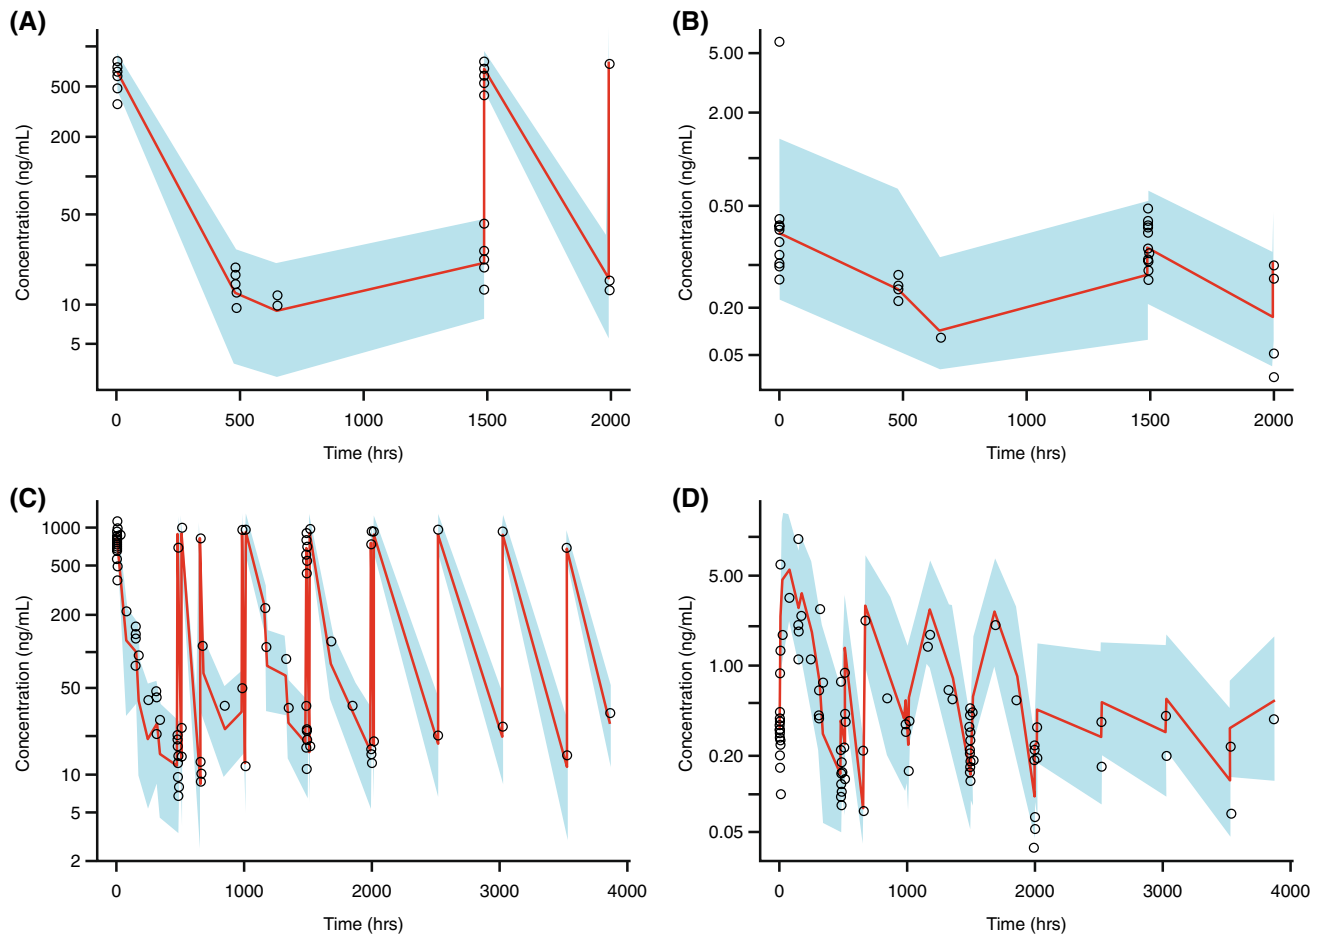 (A)
Concentration (ng/mL)
500
200
50
10
5
0 500 1000 1500 2000
Time (hrs)
(B)
Concentration (ng/mL)
5.00
2.00
0.50
0.20
0.05
0 500 1000 1500 2000
Time (hrs)
(C)
Concentration (ng/mL)
1000
500
200
50
10
5
2
0 1000 2000 3000 4000
Time (hrs)
(D)
Concentration (ng/mL)
5.00
1.00
0.20
0.05
0 1000 2000 3000 4000
Time (hrs)